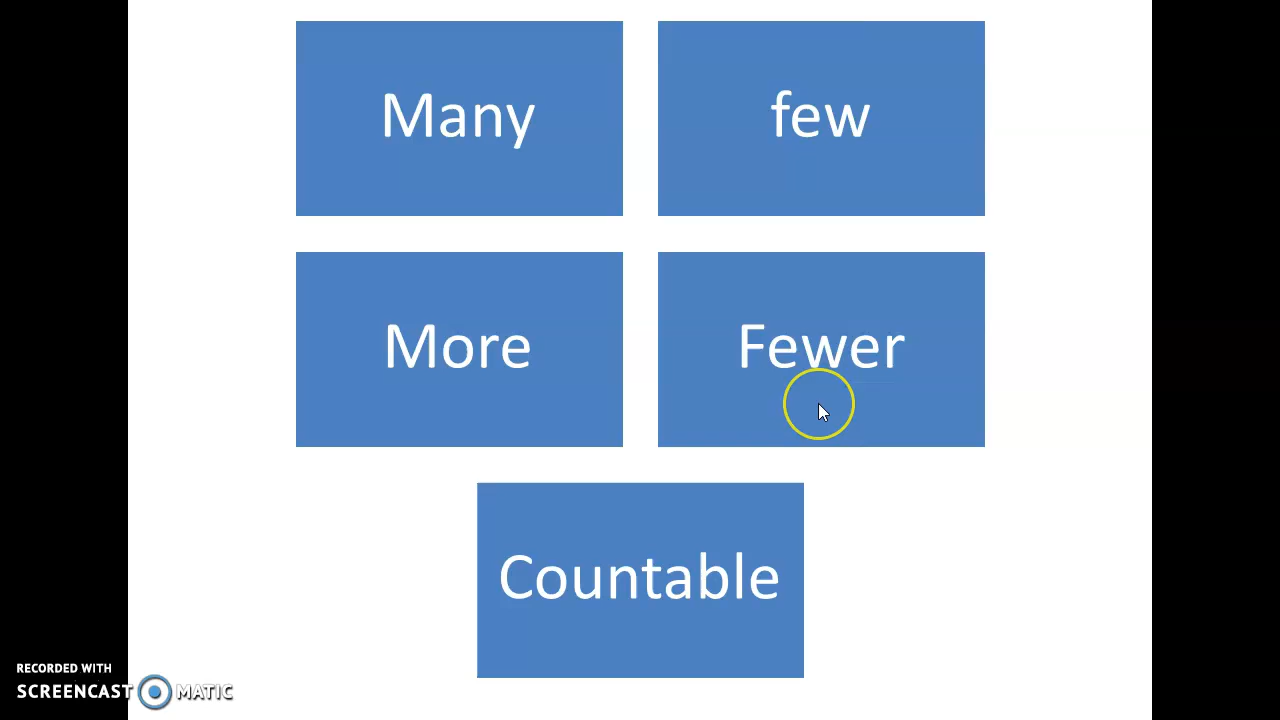 Many
few
More
Fewer
Countable
RECORDED WITH
SCREENCAST MATIC